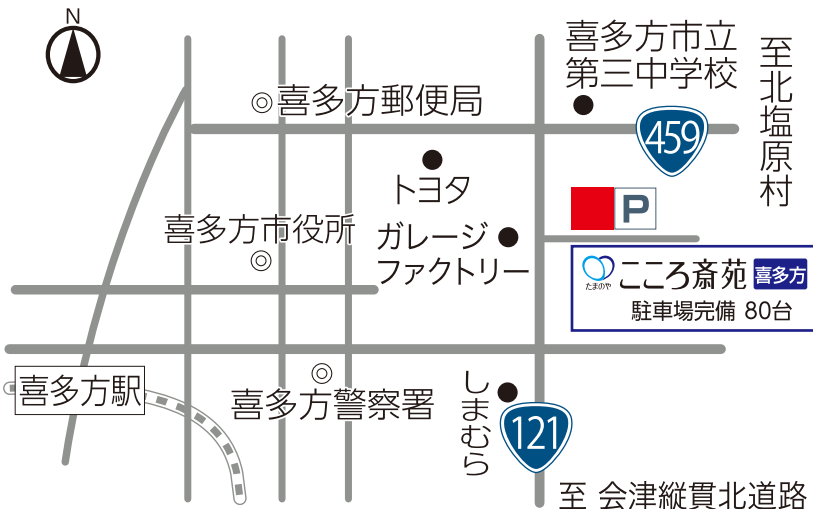 N
喜多方市立
第三中学校
至北塩原村
喜多方郵便局
459
トヨタ
P
喜多方市役所
ガレージ
ファクトリー
たまのや
こころ斎苑 喜多方
駐車場完備 80台
喜多方駅
喜多方警察署
しまむら
121
至 会津縦貫北道路